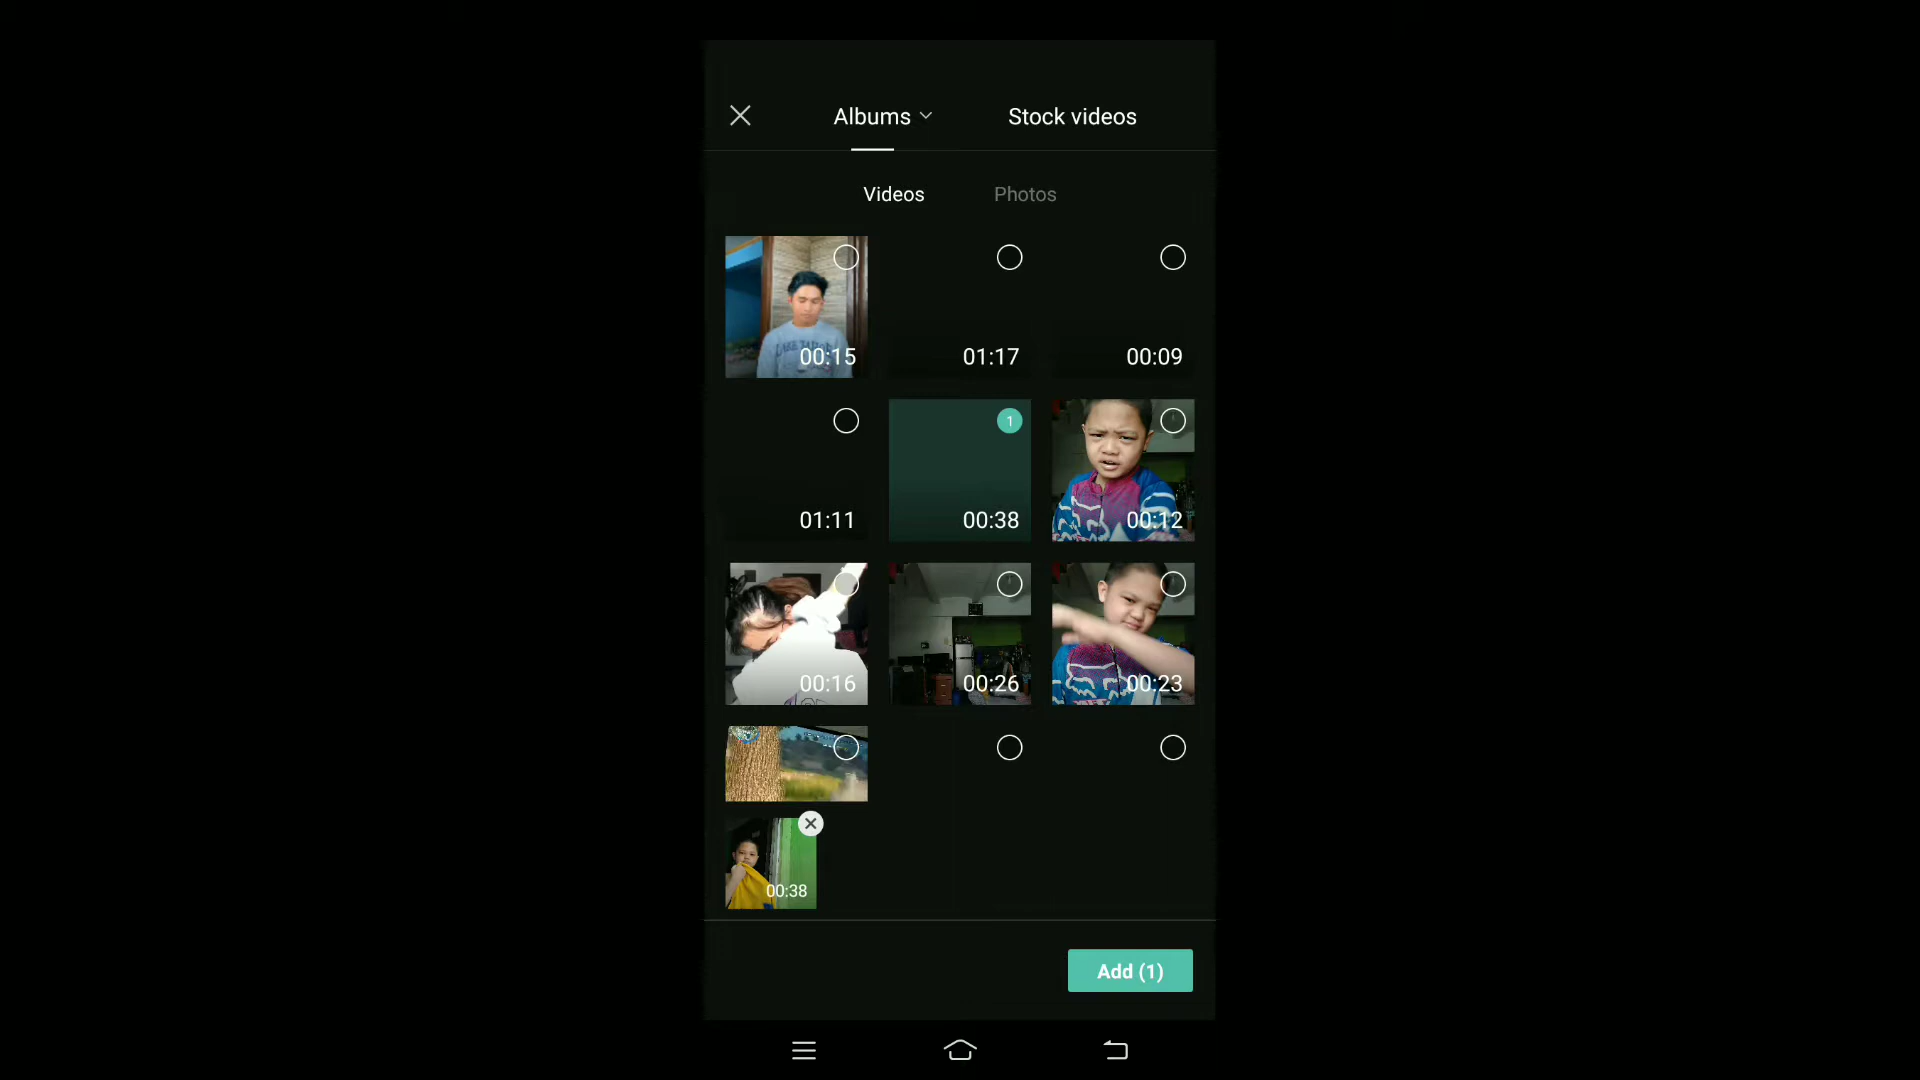 Albums Stock videos
Videos Photos
00:15 01:17 00:09
1
01:11 00:38 00:12
00:16 00:26 00:23
00:38
Add (1)